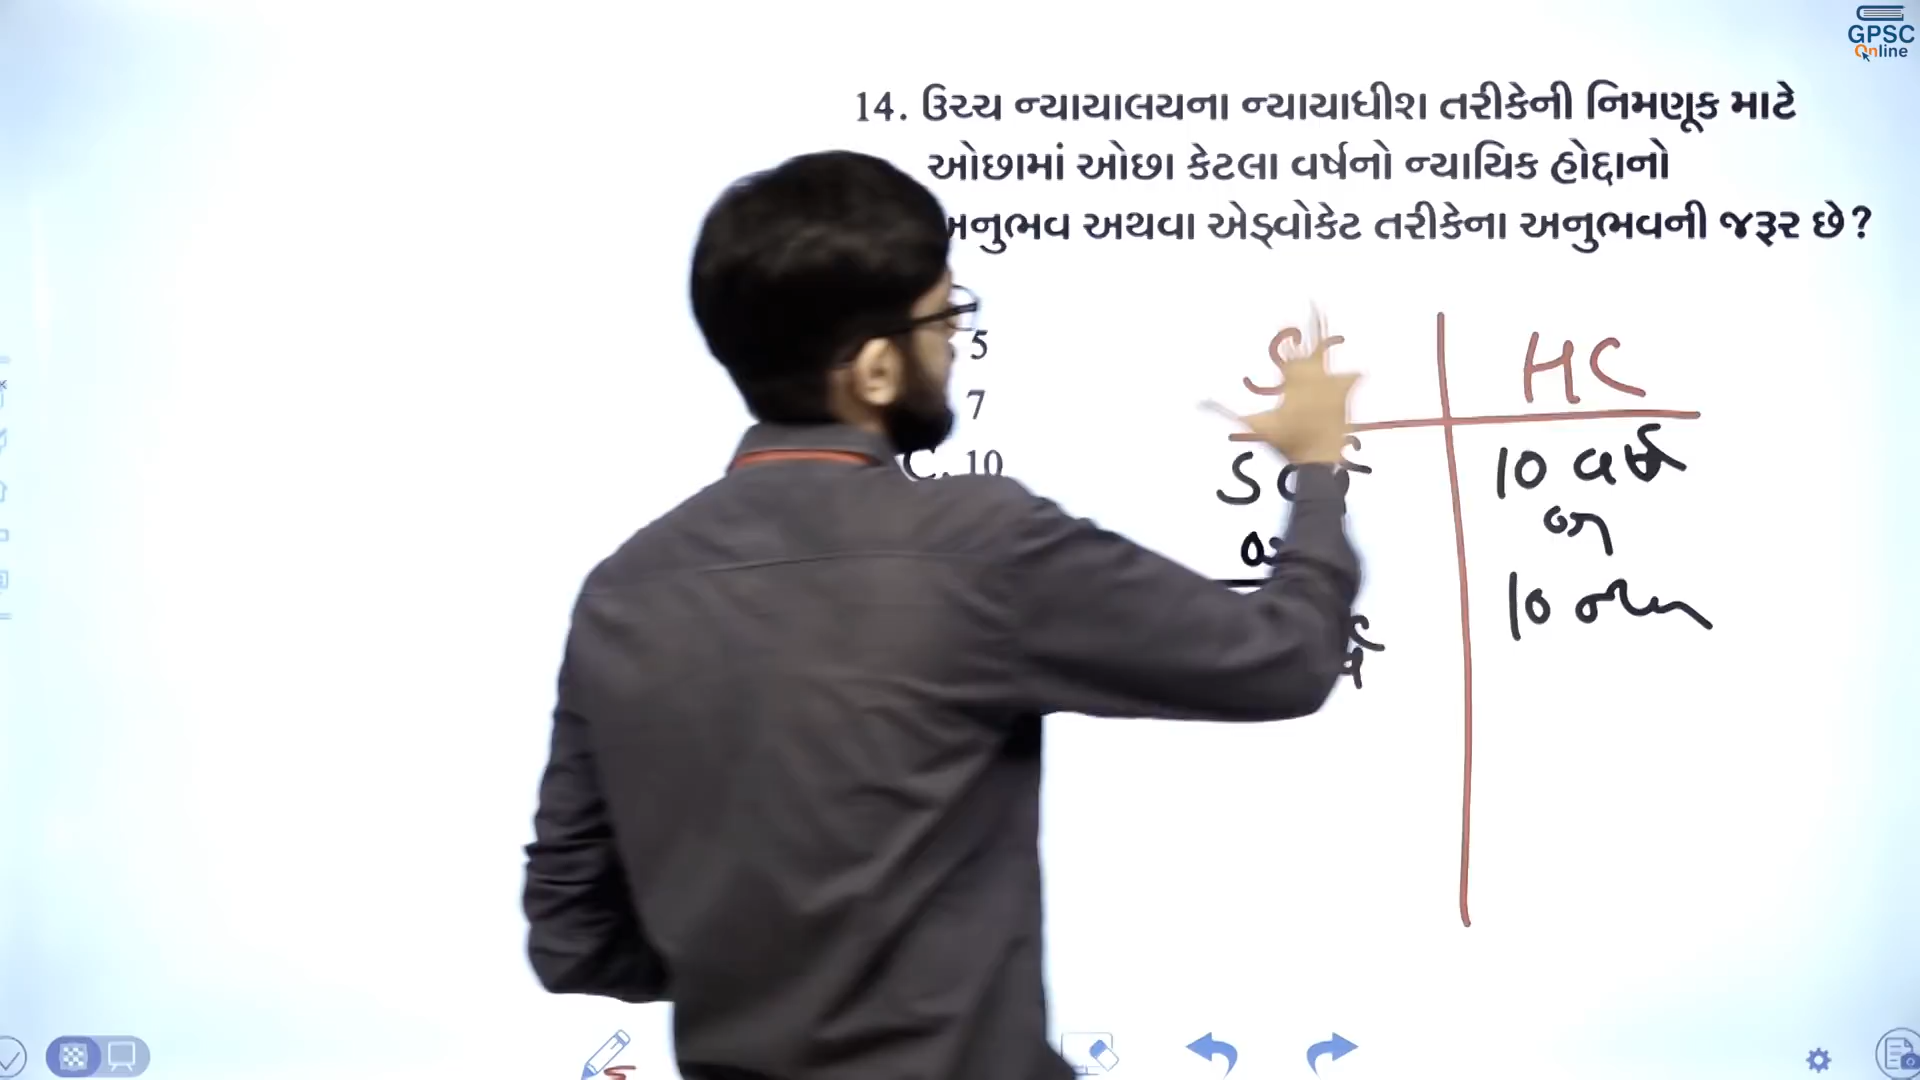 GPSC
Online
14. ઉચ્ચ ન્યાયાલયના ન્યાયાધીશ તરીકેની નિમણૂક માટે
ઓછામાં ઓછા કેટલા વર્ષનો ન્યાયિક હોદ્દાનો
અનુભવ અથવા એડ્વોકેટ તરીકેના અનુભવની જરૂર છે?
5
7
C. 10
SC
HC
10 વર્ષ
10